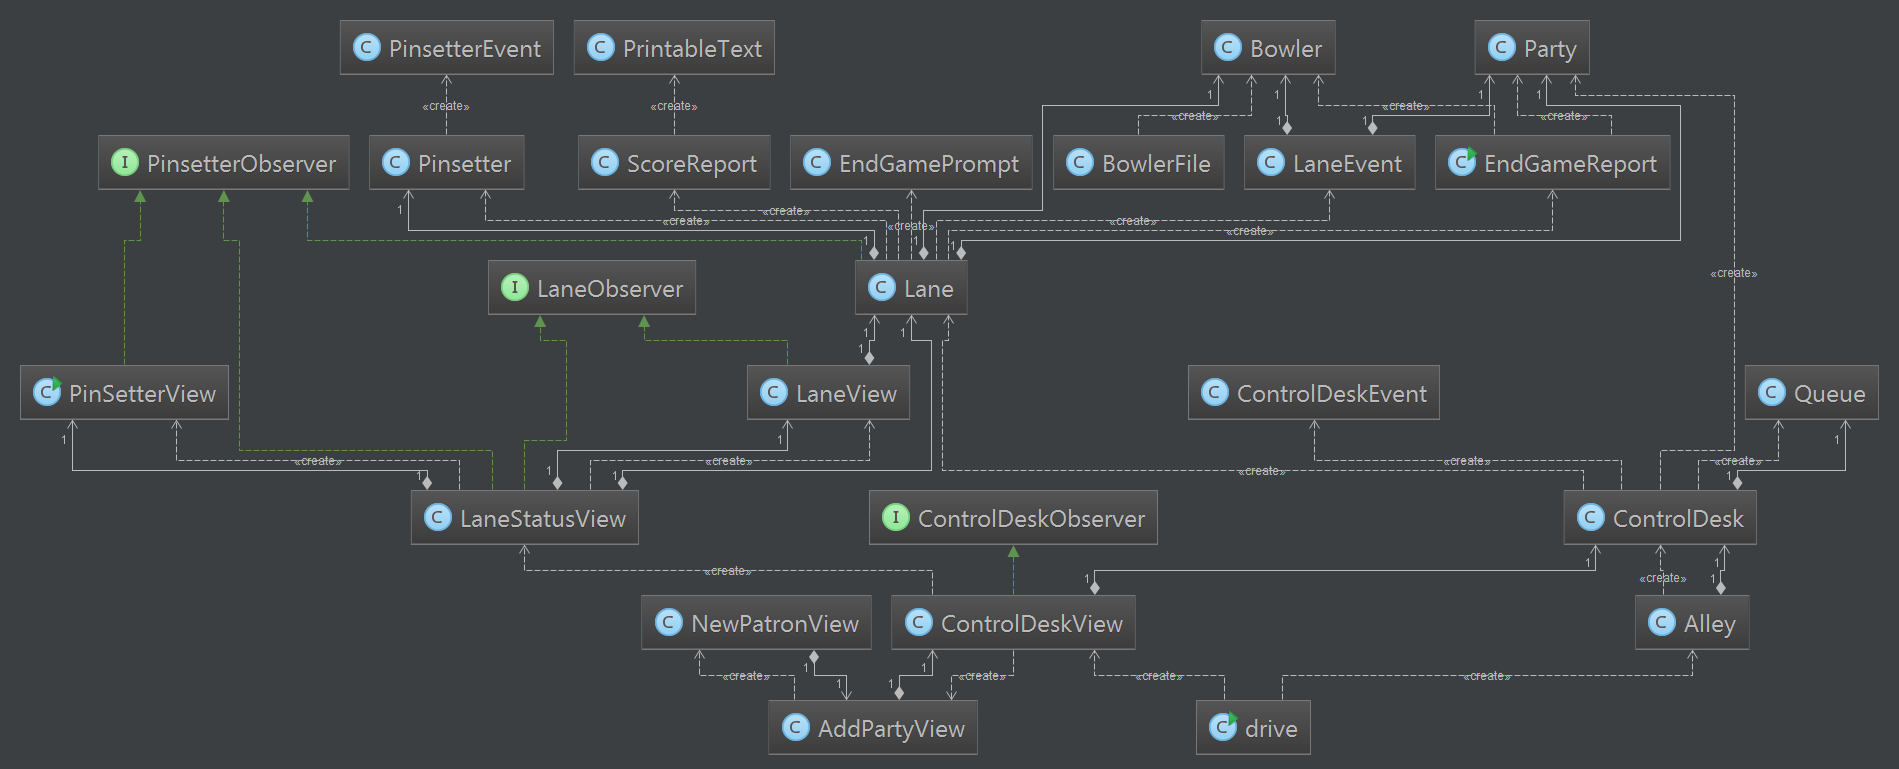 C PinsetterEvent
C PrintableText
C Bowler
C Party
«create»
«create»
1
1
1
1
«create»
1
«create»
1
«create»
I PinsetterObserver
C Pinsetter
C ScoreReport
C EndGamePrompt
C BowlerFile
C LaneEvent
C EndGameReport
1
«create»
«create»
«create»
«create»
«create»
1
1
1
«create»
I LaneObserver
C Lane
1
1
1
C PinSetterView
C LaneView
C ControlDeskEvent
C Queue
1
1
1
«create»
«create»
«create»
«create»
«create»
1
1
1
1
C LaneStatusView
I ControlDeskObserver
C ControlDesk
«create»
1
1
1
«create»
1
C NewPatronView
C ControlDeskView
C Alley
1
1
«create»
1
1
«create»
«create»
«create»
C AddPartyView
C drive